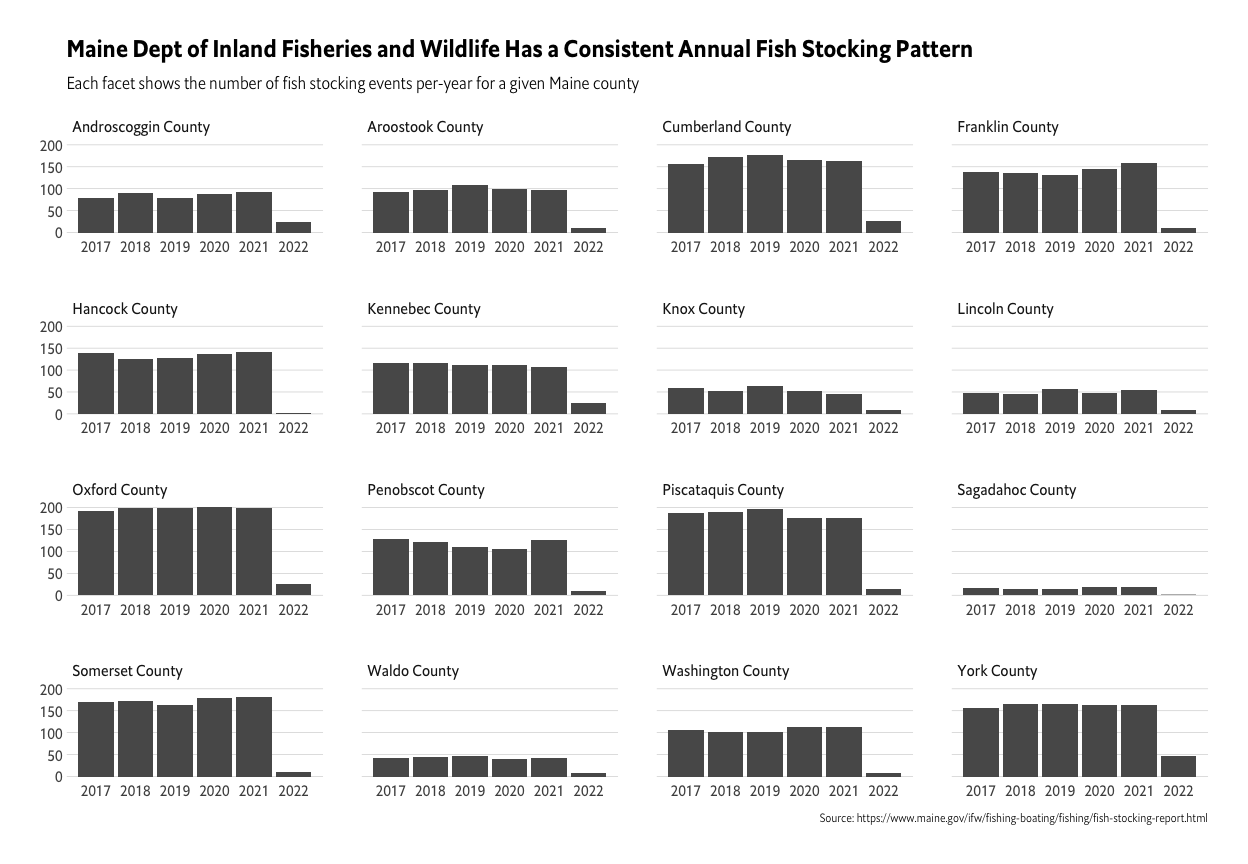 Maine Dept of Inland Fisheries and Wildlife Has a Consistent Annual Fish Stocking Pattern
Each facet shows the number of fish stocking events per-year for a given Maine county
Androscoggin County
Aroostook County
Cumberland County
Franklin County
200
150
100
50
0
2017 2018 2019 2020 2021 2022
2017 2018 2019 2020 2021 2022
2017 2018 2019 2020 2021 2022
2017 2018 2019 2020 2021 2022
Hancock County
Kennebec County
Knox County
Lincoln County
200
150
100
50
0
2017 2018 2019 2020 2021 2022
2017 2018 2019 2020 2021 2022
2017 2018 2019 2020 2021 2022
2017 2018 2019 2020 2021 2022
Oxford County
Penobscot County
Piscataquis County
Sagadahoc County
200
150
100
50
0
2017 2018 2019 2020 2021 2022
2017 2018 2019 2020 2021 2022
2017 2018 2019 2020 2021 2022
2017 2018 2019 2020 2021 2022
Somerset County
Waldo County
Washington County
York County
200
150
100
50
0
2017 2018 2019 2020 2021 2022
2017 2018 2019 2020 2021 2022
2017 2018 2019 2020 2021 2022
2017 2018 2019 2020 2021 2022
Source: https://www.maine.gov/ifw/fishing-boating/fishing/fish-stocking-report.html